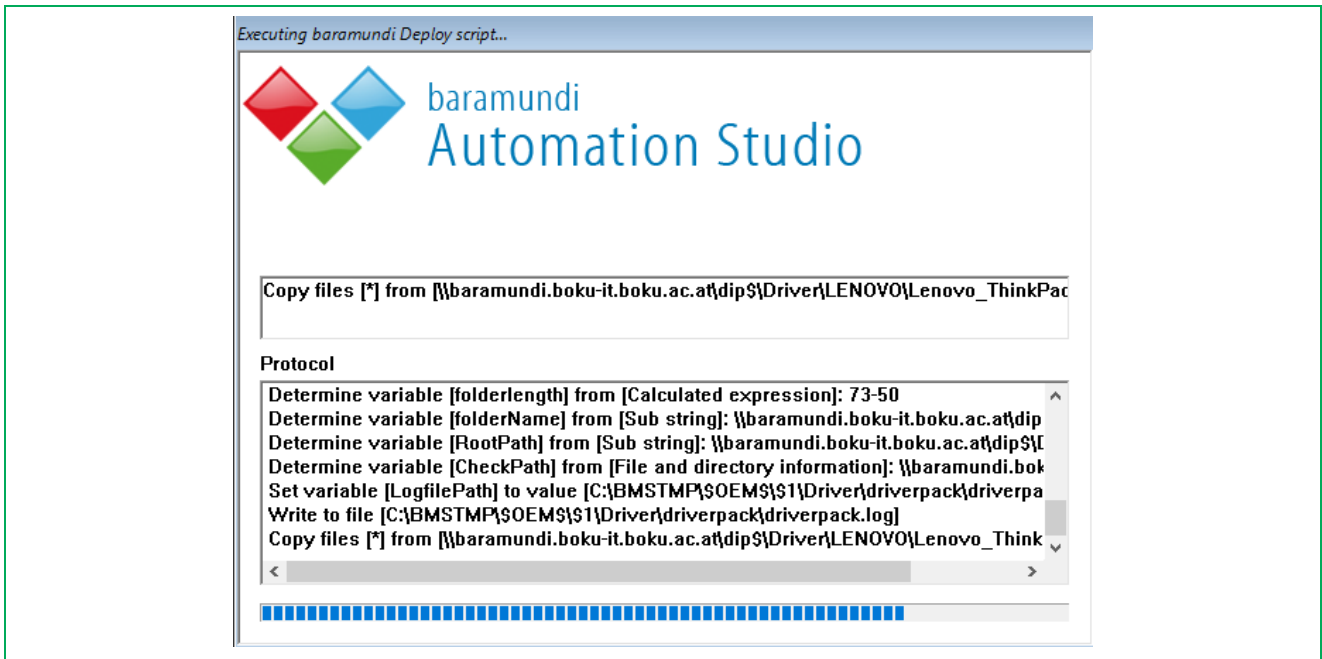 Executing baramundi Deploy script...
baramundi
Automation Studio
Copy files [*] from [\\baramundi.boku-it.boku.ac.at\dip$\Driver\LENOVO\Lenovo_ThinkPad
Protocol
Determine variable [folderlength] from [Calculated expression]: 73-50
Determine variable [folderName] from [Sub string]: \\baramundi.boku-it.boku.ac.at\dip
Determine variable [RootPath] from [Sub string]: \\baramundi.boku-it.boku.ac.at\dip$\D
Determine variable [CheckPath] from [File and directory information]: \\baramundi.bok
Set variable [LogfilePath] to value [C:\BMSTMP\$OEM$\$1\Driver\driverpack\driverpa
Write to file [C:\BMSTMP\$OEM$\$1\Driver\driverpack\driverpack.log]
Copy files [*] from [\\baramundi.boku-it.boku.ac.at\dip$\Driver\LENOVO\Lenovo_Think